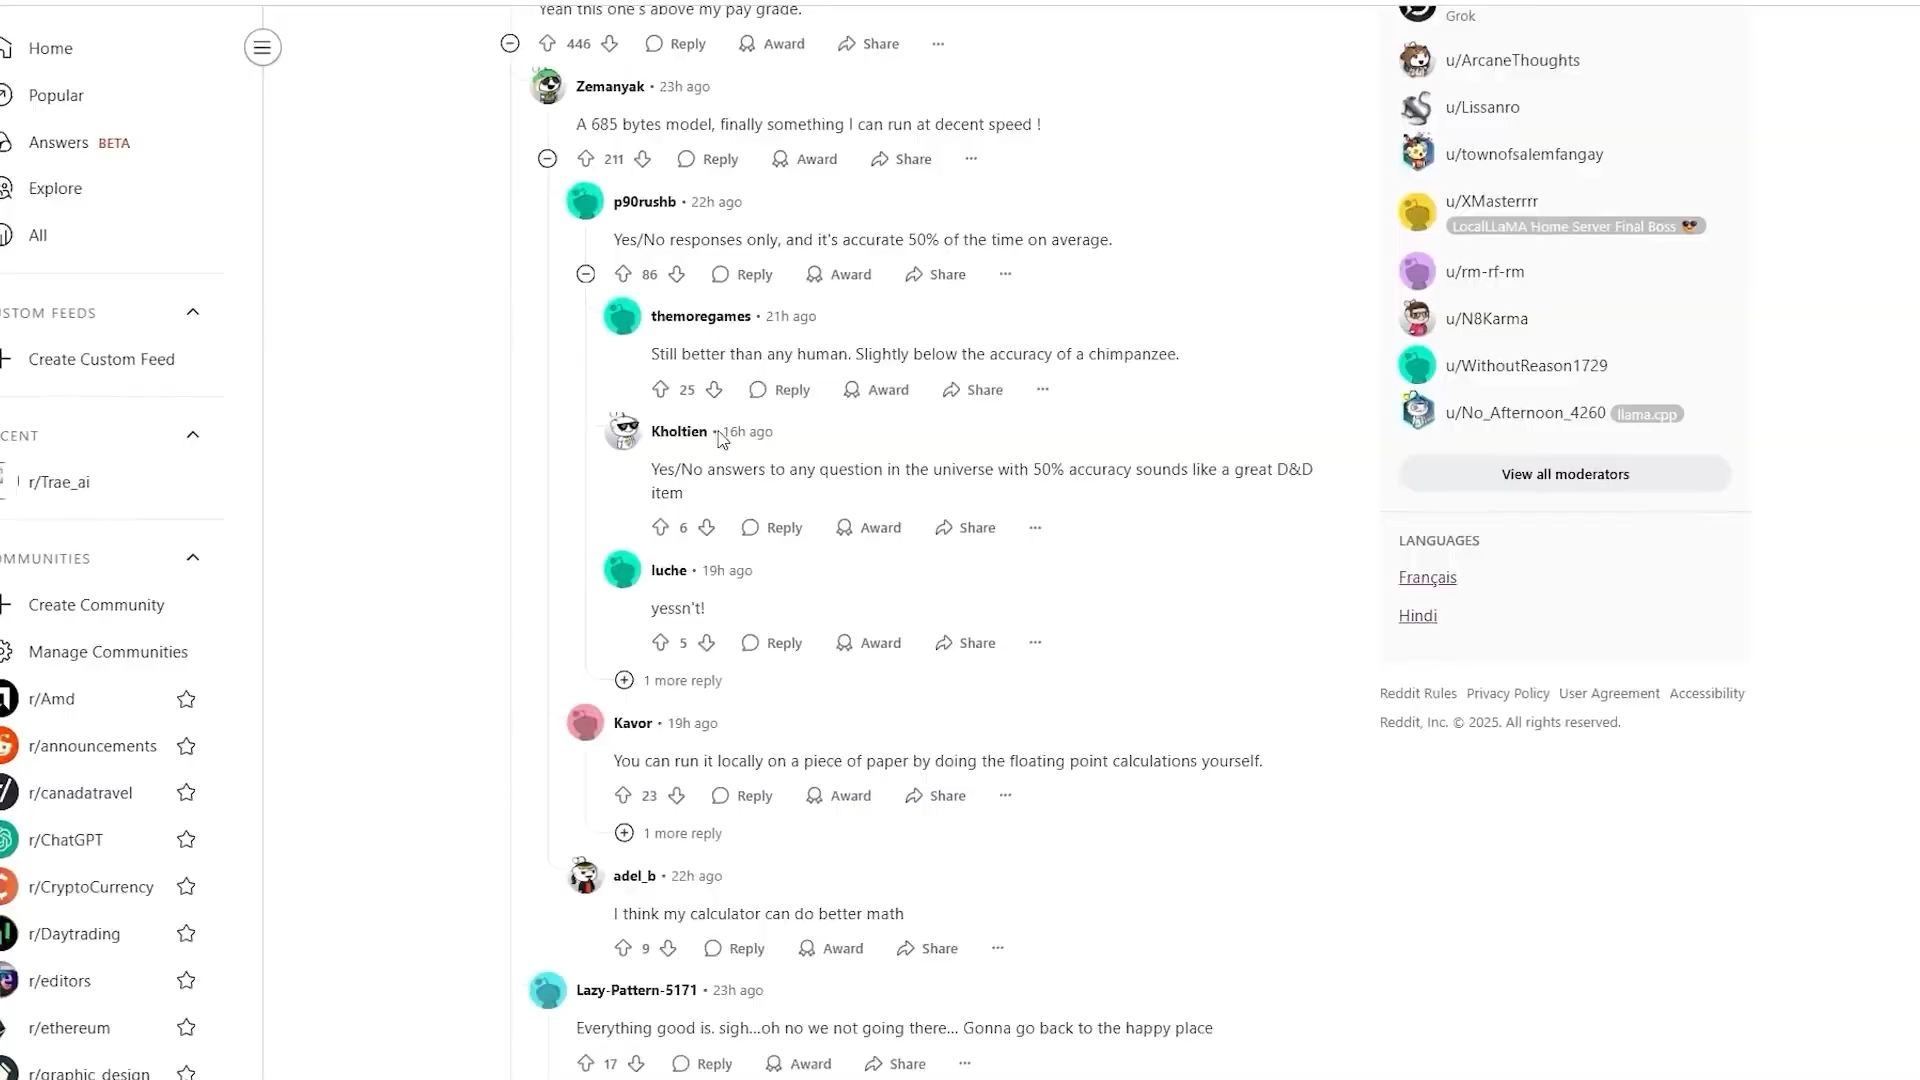 Home
Popular
Answers BETA
Explore
All
STOM FEEDS
Create Custom Feed
CENT
r/Trae_ai
OMMUNITIES
Create Community
Manage Communities
r/Amd
r/announcements
r/canadatravel
r/ChatGPT
r/CryptoCurrency
r/Daytrading
r/editors
r/ethereum
r/graphic_design
Yeah this one's above my pay grade.
446 Reply Award Share
Zemanyak • 23h ago
A 685 bytes model, finally something I can run at decent speed !
211 Reply Award Share
p90rushb • 22h ago
Yes/No responses only, and it's accurate 50% of the time on average.
86 Reply Award Share
themoregames • 21h ago
Still better than any human. Slightly below the accuracy of a chimpanzee.
25 Reply Award Share
Kholtien • 16h ago
Yes/No answers to any question in the universe with 50% accuracy sounds like a great D&D
item
6 Reply Award Share
luche • 19h ago
yessn't!
5 Reply Award Share
1 more reply
Kavor • 19h ago
You can run it locally on a piece of paper by doing the floating point calculations yourself.
23 Reply Award Share
1 more reply
adel_b • 22h ago
I think my calculator can do better math
9 Reply Award Share
Lazy-Pattern-5171 • 23h ago
Everything good is. sigh...oh no we not going there... Gonna go back to the happy place
17 Reply Award Share
Grok
u/ArcaneThoughts
u/Lissanro
u/townofsalemfangay
u/XMasterrrr
LocalLLaMA Home Server Final Boss 😎
u/rm-rf-rm
u/N8Karma
u/WithoutReason1729
u/No_Afternoon_4260 llama.cpp
View all moderators
LANGUAGES
Français
Hindi
Reddit Rules Privacy Policy User Agreement Accessibility
Reddit, Inc. © 2025. All rights reserved.